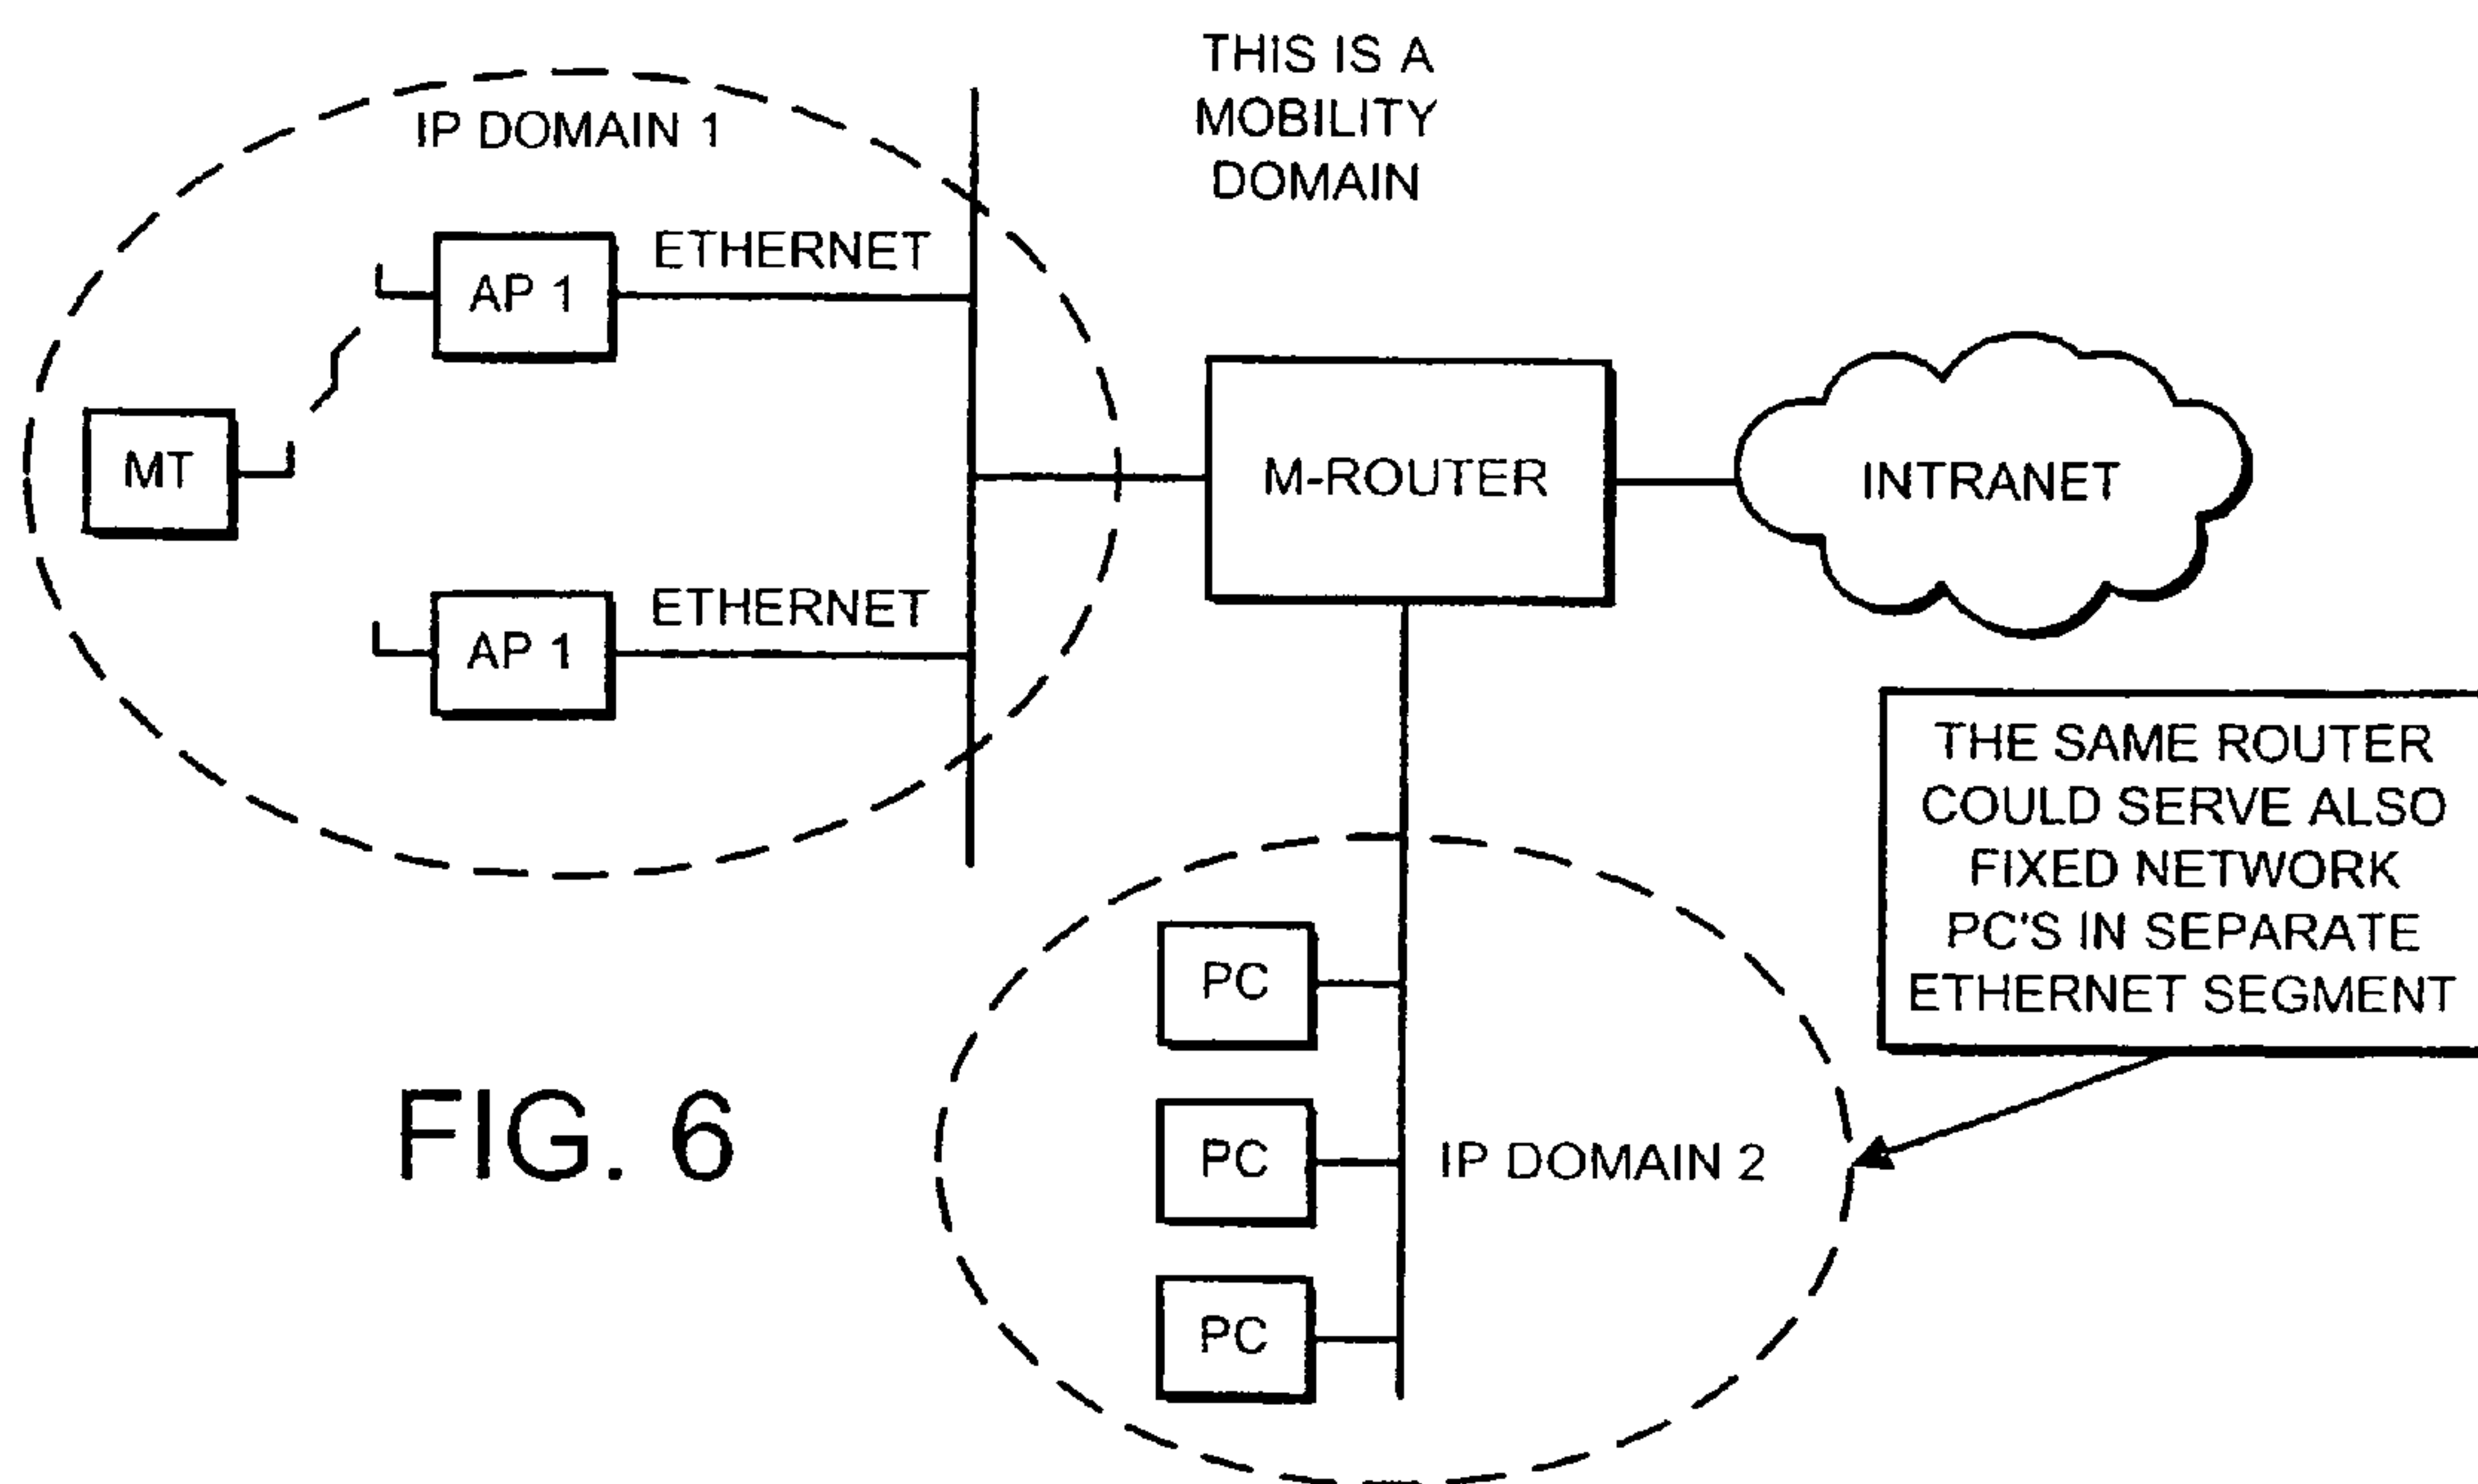 THIS IS A
MOBILITY
DOMAIN
IP DOMAIN 1
ETHERNET
AP 1
MT
M-ROUTER
INTRANET
ETHERNET
AP 1
THE SAME ROUTER
COULD SERVE ALSO
FIXED NETWORK
PC'S IN SEPARATE
ETHERNET SEGMENT
PC
PC
IP DOMAIN 2
PC
FIG. 6